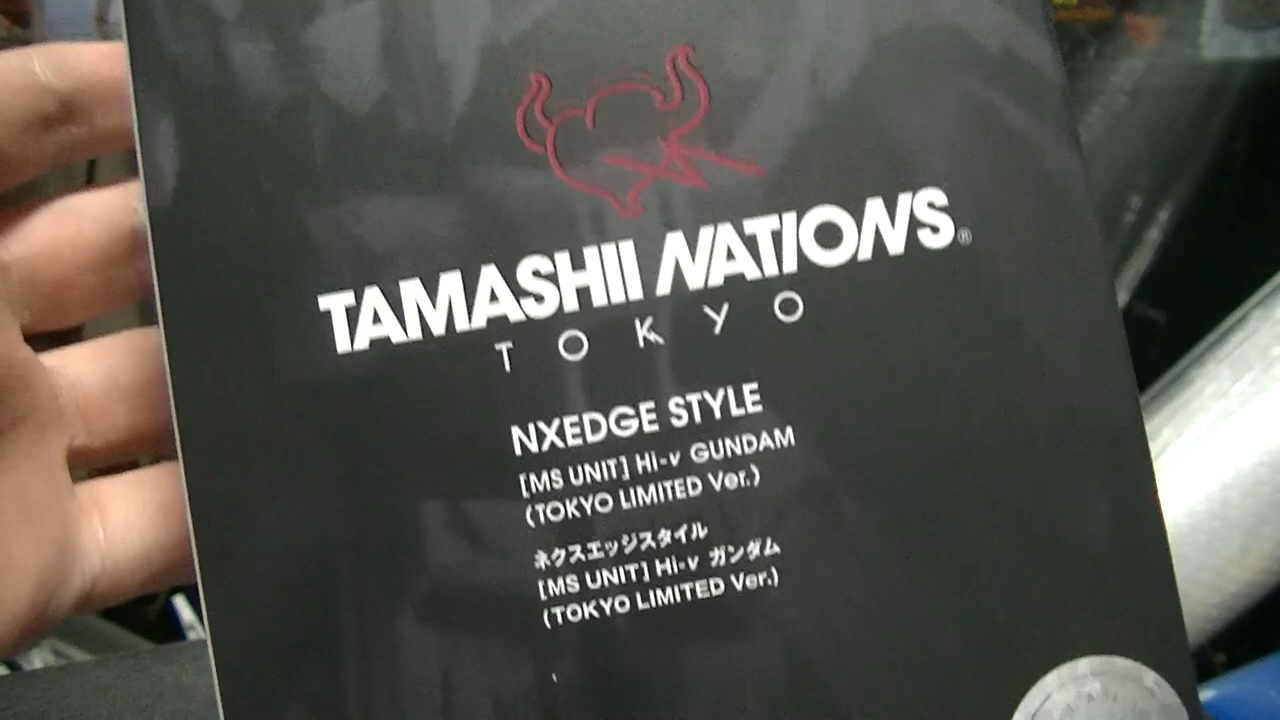 TAMASHII NATIONS®
TOKYO
NXEDGE STYLE
[MS UNIT] Hi-ν GUNDAM
(TOKYO LIMITED Ver.)
ネクスエッジスタイル
[MS UNIT] Hi-ν ガンダム
(TOKYO LIMITED Ver.)